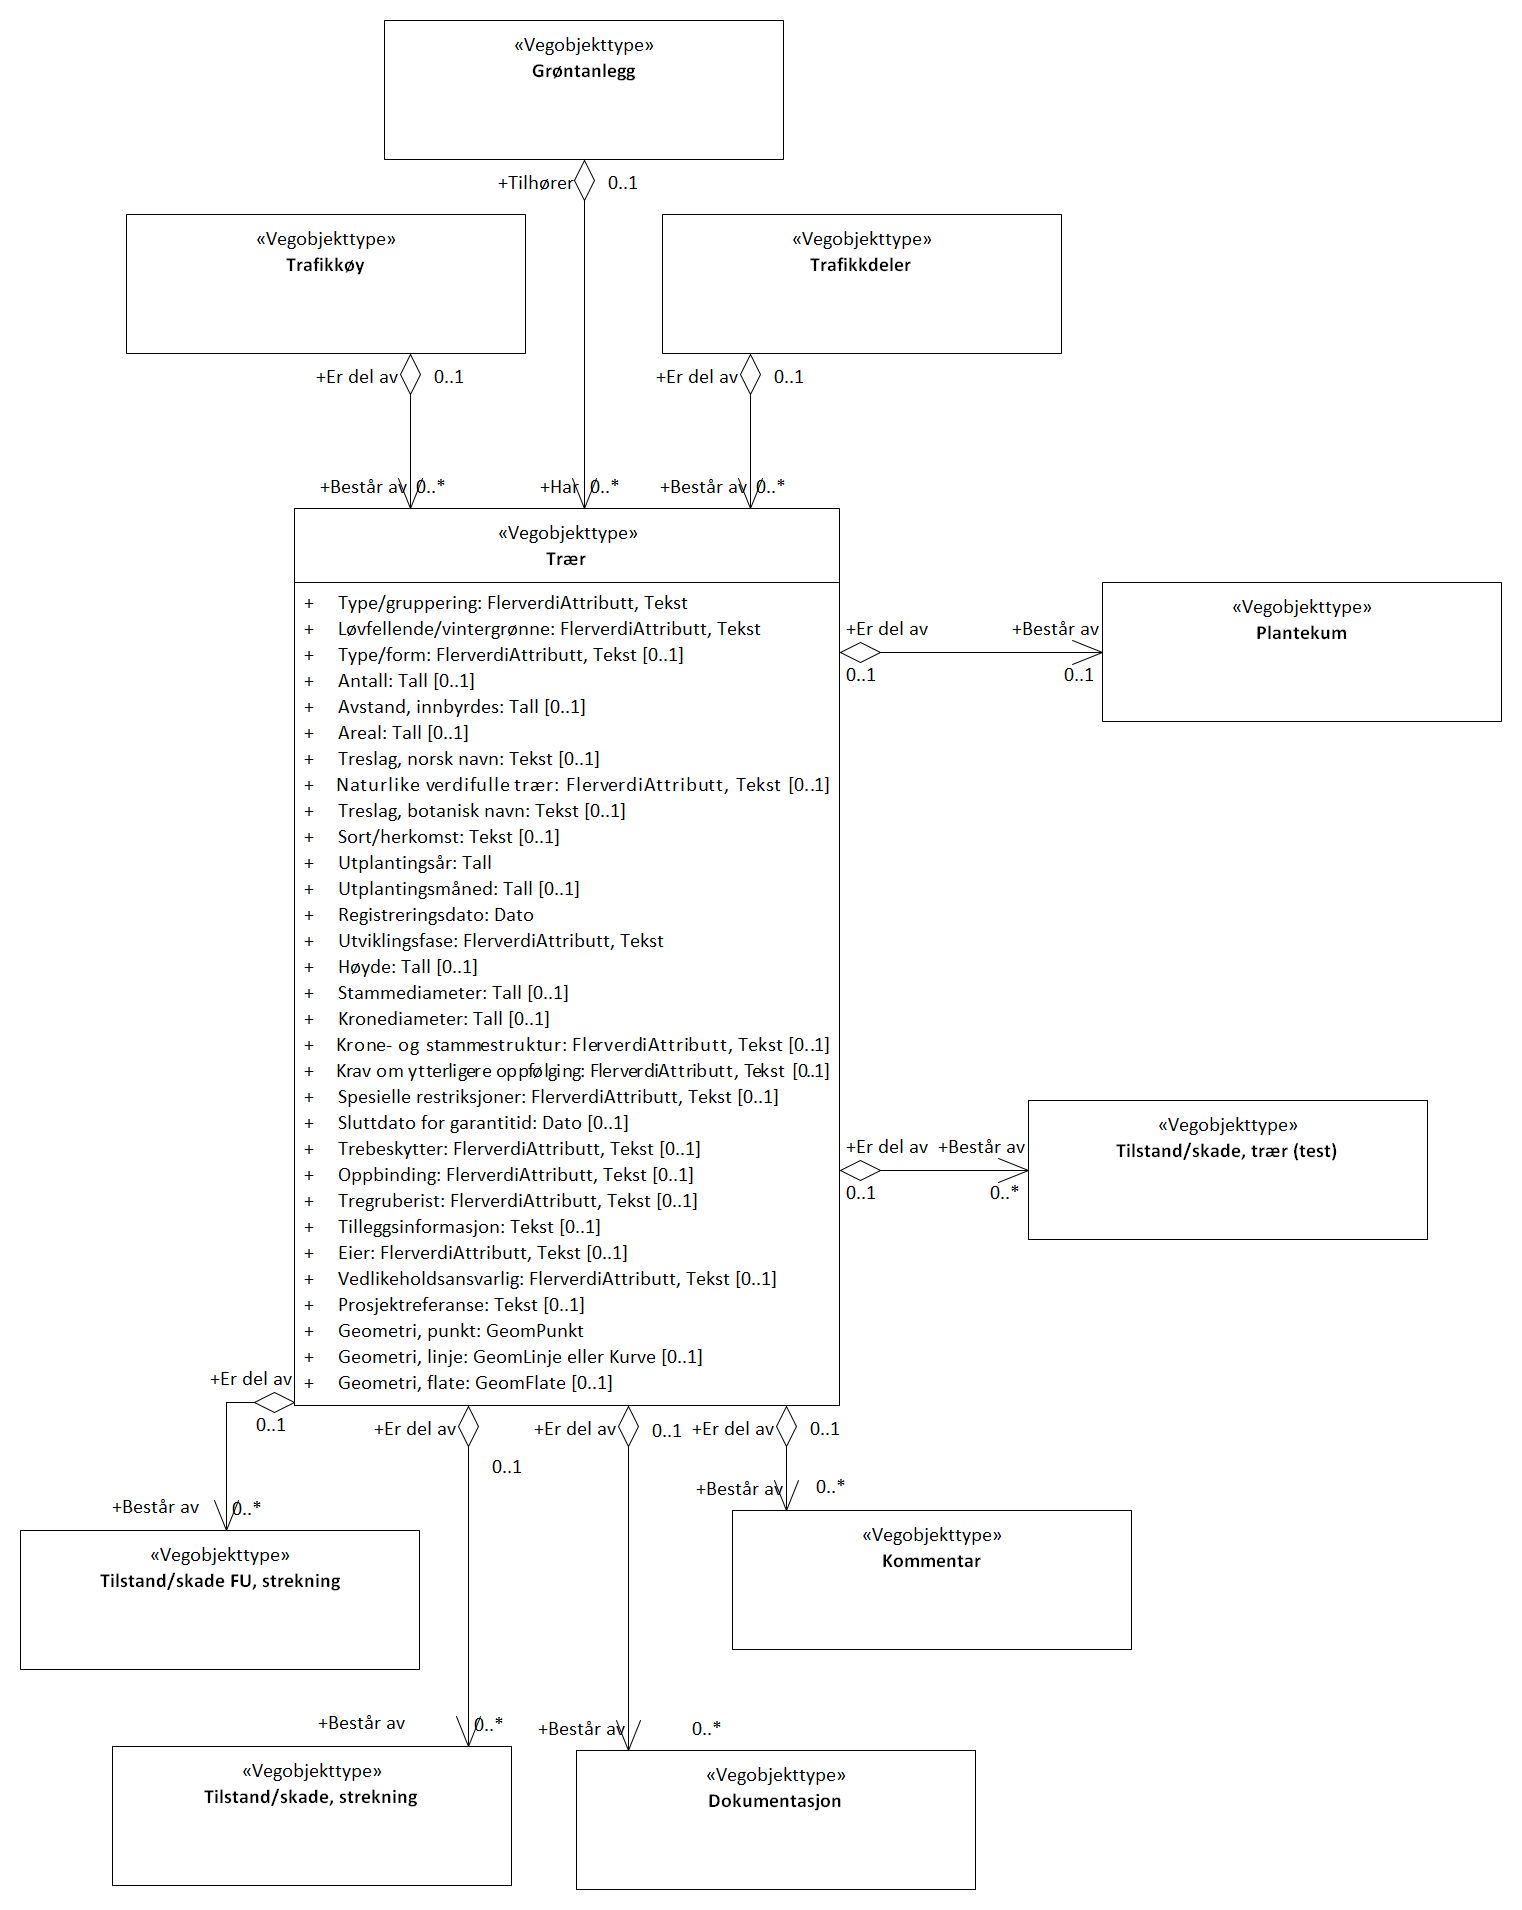 «Vegobjekttype»
Grøntanlegg
+Tilhører 0..1
«Vegobjekttype»
Trafikkøy
«Vegobjekttype»
Trafikkdeler
+Er del av 0..1
+Er del av 0..1
+Består av 0..*
+Har 0..*
+Består av 0..*
«Vegobjekttype»
Trær
+ Type/gruppering: FlerverdiAttributt, Tekst
+ Løvfellende/vintergrønne: FlerverdiAttributt, Tekst
+ Type/form: FlerverdiAttributt, Tekst [0..1]
+ Antall: Tall [0..1]
+ Avstand, innbyrdes: Tall [0..1]
+ Areal: Tall [0..1]
+ Treslag, norsk navn: Tekst [0..1]
+ Naturlike verdifulle trær: FlerverdiAttributt, Tekst [0..1]
+ Treslag, botanisk navn: Tekst [0..1]
+ Sort/herkomst: Tekst [0..1]
+ Utplantingsår: Tall
+ Utplantingsmåned: Tall [0..1]
+ Registreringsdato: Dato
+ Utviklingsfase: FlerverdiAttributt, Tekst
+ Høyde: Tall [0..1]
+ Stammediameter: Tall [0..1]
+ Kronediameter: Tall [0..1]
+ Krone- og stammestruktur: FlerverdiAttributt, Tekst [0..1]
+ Krav om ytterligere oppfølging: FlerverdiAttributt, Tekst [0..1]
+ Spesielle restriksjoner: FlerverdiAttributt, Tekst [0..1]
+ Sluttdato for garantitid: Dato [0..1]
+ Trebeskytter: FlerverdiAttributt, Tekst [0..1]
+ Oppbinding: FlerverdiAttributt, Tekst [0..1]
+ Tregruberist: FlerverdiAttributt, Tekst [0..1]
+ Tilleggsinformasjon: Tekst [0..1]
+ Eier: FlerverdiAttributt, Tekst [0..1]
+ Vedlikeholdsansvarlig: FlerverdiAttributt, Tekst [0..1]
+ Prosjektreferanse: Tekst [0..1]
+ Geometri, punkt: GeomPunkt
+ Geometri, linje: GeomLinje eller Kurve [0..1]
+ Geometri, flate: GeomFlate [0..1]
+Er del av +Består av
0..1 0..1
«Vegobjekttype»
Plantekum
+Er del av +Består av
0..1 0..*
«Vegobjekttype»
Tilstand/skade, trær (test)
+Er del av
0..1
+Består av 0..*
«Vegobjekttype»
Tilstand/skade FU, strekning
+Er del av
0..1
+Består av 0..*
«Vegobjekttype»
Tilstand/skade, strekning
+Er del av 0..1
+Består av 0..*
«Vegobjekttype»
Dokumentasjon
+Er del av 0..1
+Består av 0..*
«Vegobjekttype»
Kommentar